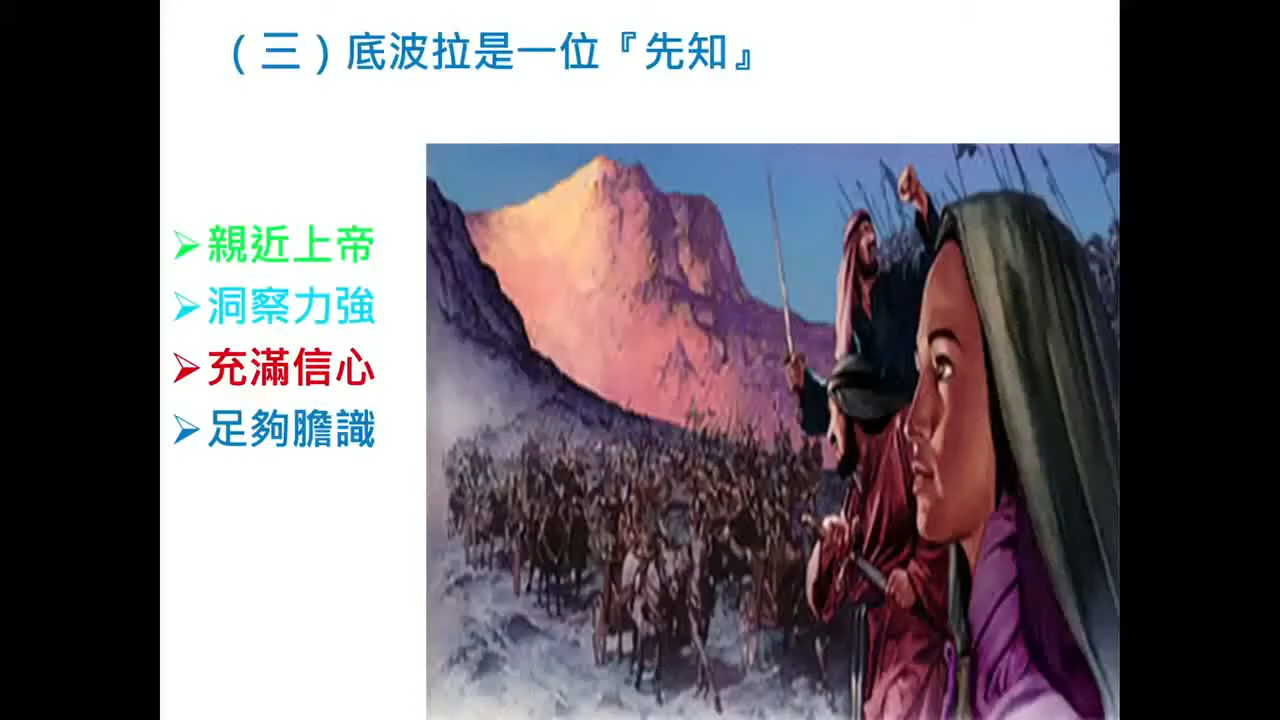 （三）底波拉是一位『先知』
➢親近上帝
➢洞察力強
➢充滿信心
➢足夠膽識